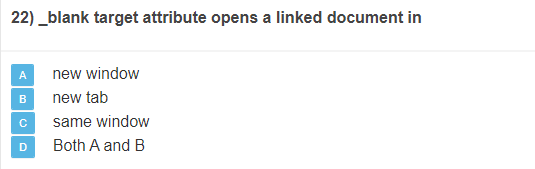 22) _blank target attribute opens a linked document in
A new window
B new tab
C same window
D Both A and B